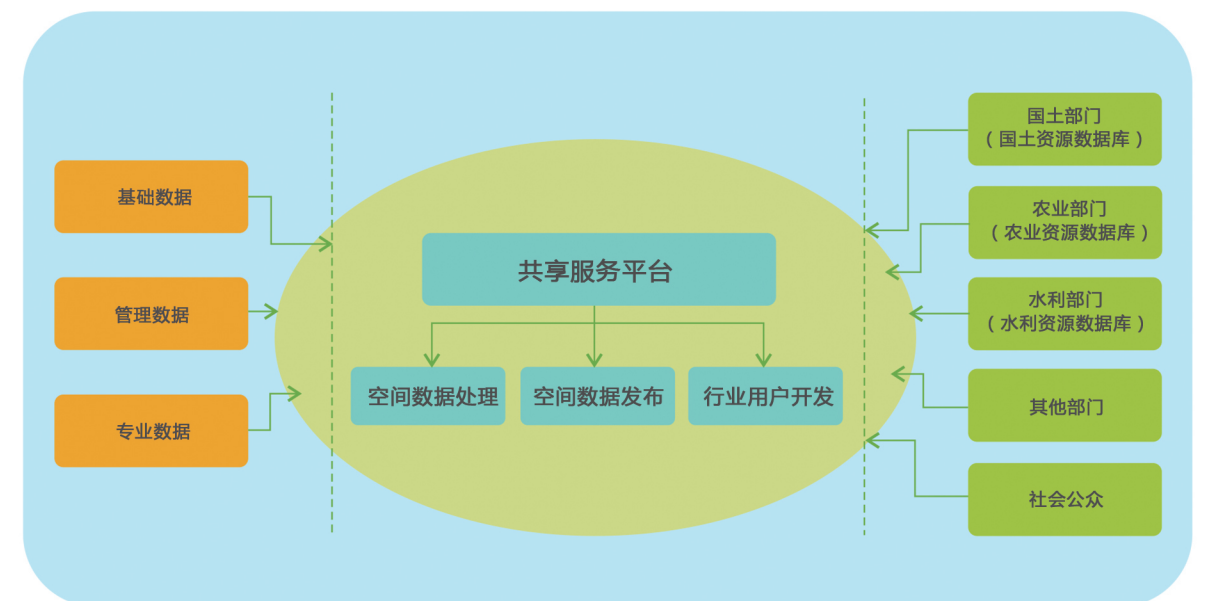 基础数据
管理数据
专业数据
共享服务平台
空间数据处理
空间数据发布
行业用户开发
国土部门
（国土资源数据库）
农业部门
（农业资源数据库）
水利部门
（水利资源数据库）
其他部门
社会公众